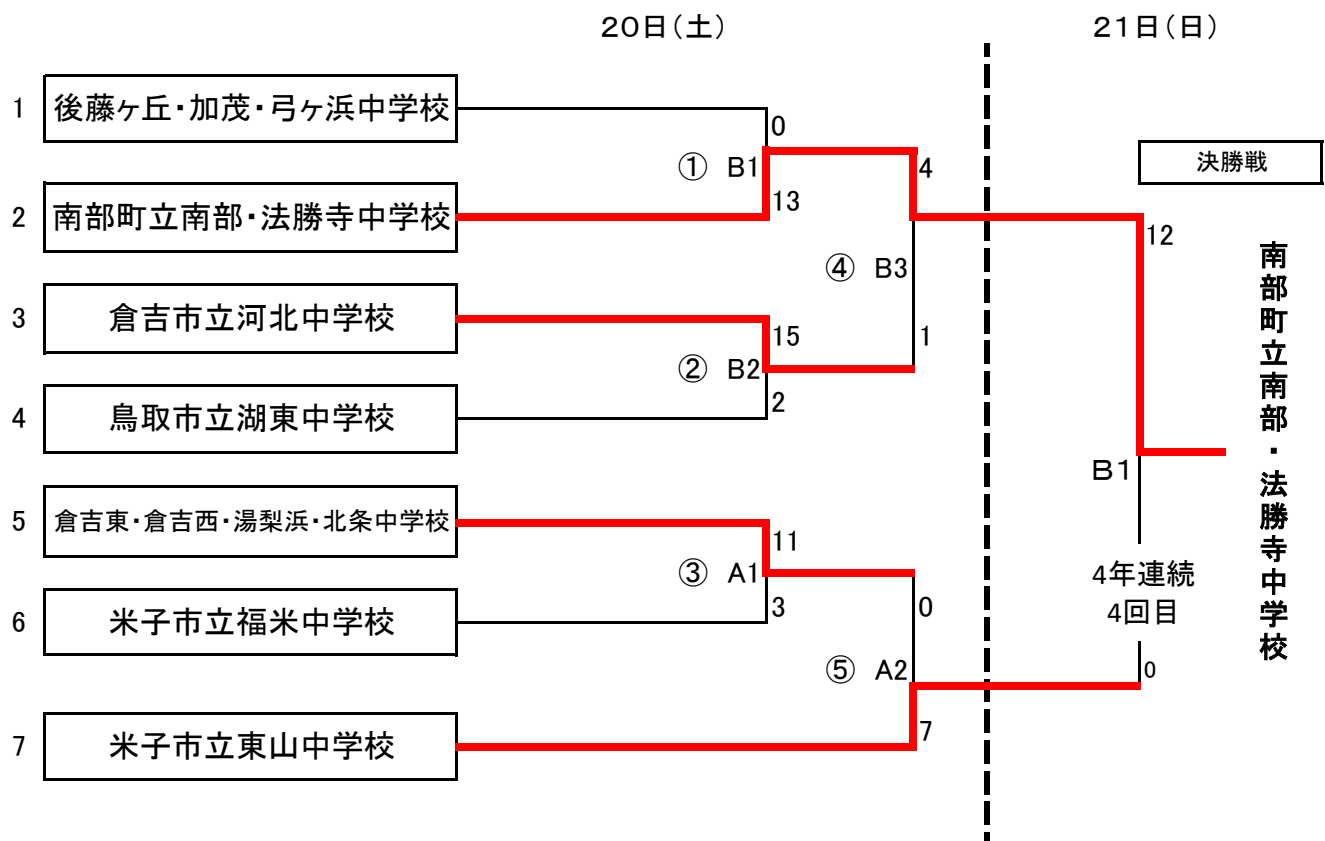 20日(土)
21日(日)
1 後藤ヶ丘・加茂・弓ヶ浜中学校
0
① B1
4
決勝戦
2 南部町立南部・法勝寺中学校
13
12
④ B3
3 倉吉市立河北中学校
15
1
② B2
4 鳥取市立湖東中学校
2
南部町立南部・法勝寺中学校
B1
5 倉吉東・倉吉西・湯梨浜・北条中学校
11
③ A1
4年連続
4回目
6 米子市立福米中学校
3
0
⑤ A2
0
7 米子市立東山中学校
7